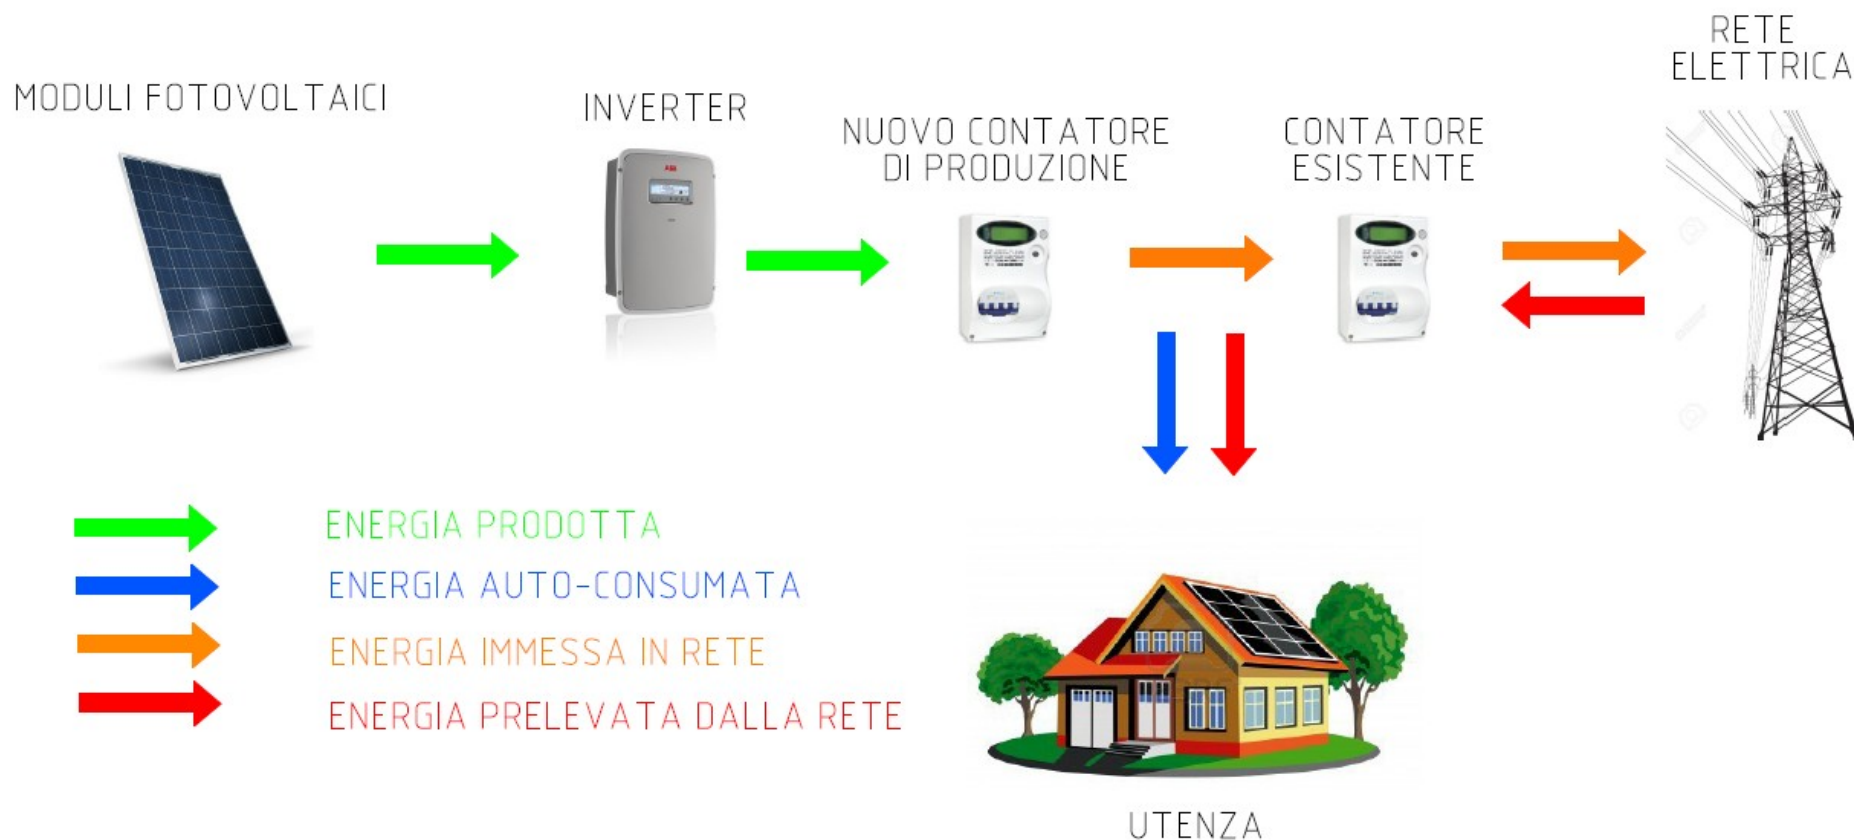 RETE
ELETTRICA
MODULI FOTOVOLTAICI
INVERTER
NUOVO CONTATORE
DI PRODUZIONE
CONTATORE
ESISTENTE
ABB
ENERGIA PRODOTTA
ENERGIA AUTO-CONSUMATA
ENERGIA IMMESSA IN RETE
ENERGIA PRELEVATA DALLA RETE
UTENZA